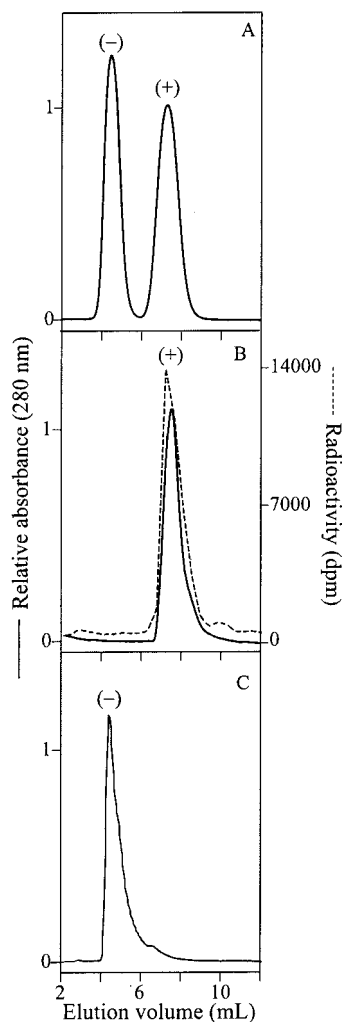 A
(−)
(+)
1
0
B
(+)
14000
1
7000
0
0
C
(−)
1
0
2
6
10
Relative absorbance (280 nm)
Radioactivity (dpm)
Elution volume (mL)